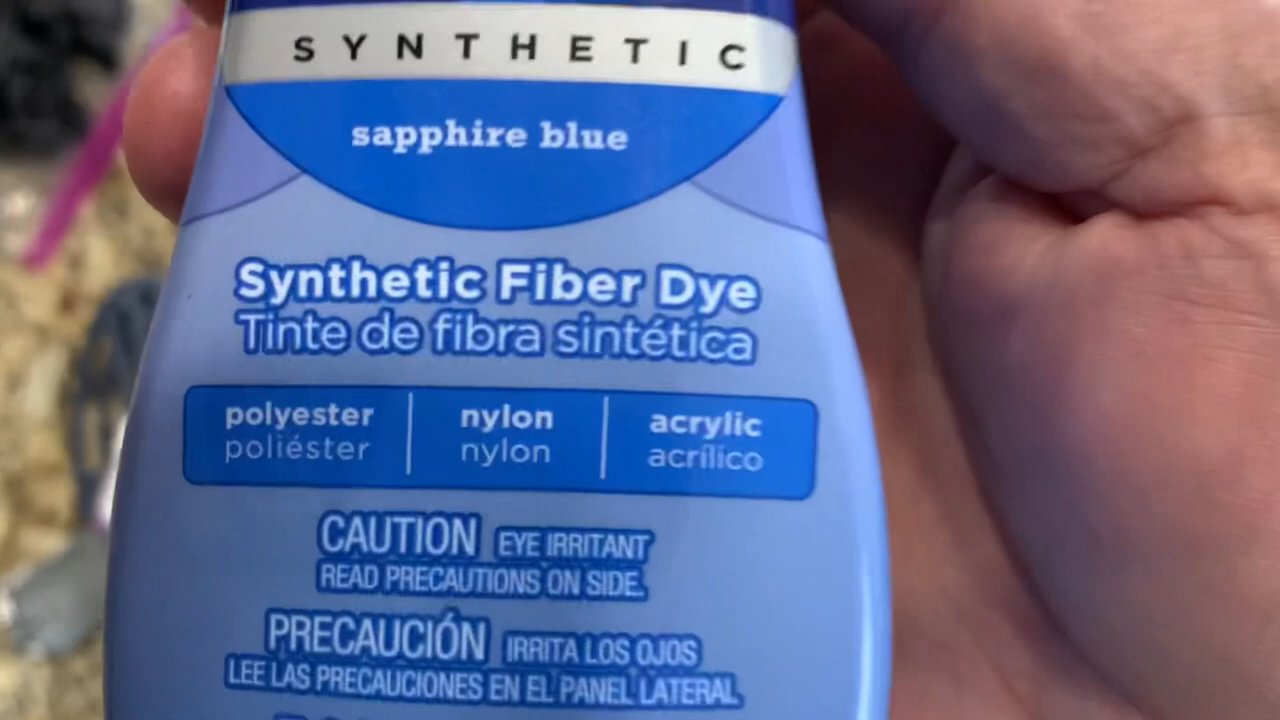 SYNTHETIC
sapphire blue
Synthetic Fiber Dye
Tinte de fibra sintética
polyester nylon acrylic
poliéster nylon acrílico
CAUTION EYE IRRITANT
READ PRECAUTIONS ON SIDE.
PRECAUCIÓN IRRITA LOS OJOS
LEE LAS PRECAUCIONES EN EL PANEL LATERAL.